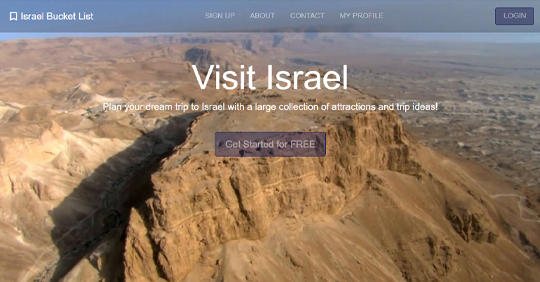 Israel Bucket List
SIGN UP ABOUT CONTACT MY PROFILE
LOGIN
Visit Israel
Plan your dream trip to Israel with a large collection of attractions and trip ideas!
Get Started for FREE